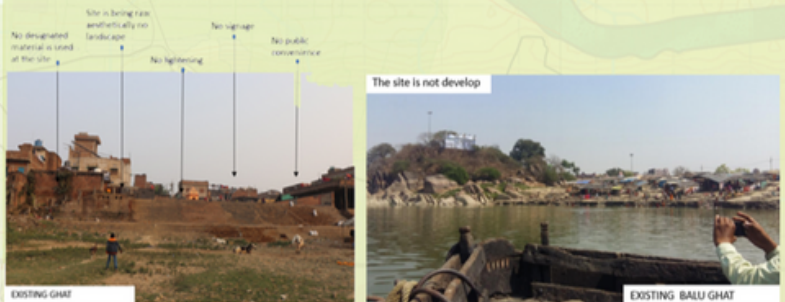 No designated
material is used
at the site
Site is being raw
aesthetically no
landscape
No lightening
No signage
No public
convenience
The site is not develop
EXISTING GHAT
EXISTING BALU GHAT